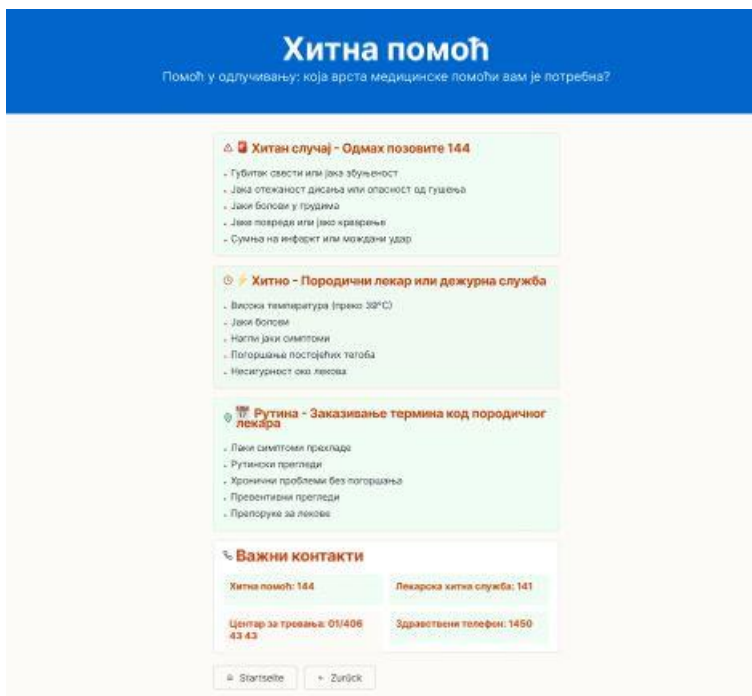 Хитна помоћ
Помоћ у одлучивању: која врста медицинске помоћи вам је потребна?
Хитан случај - Одмах позовите 144
Губитак свести или јака збуњеност
Јака отежаност дисања или опасност од гушења
Јаки болови у грудима
Јаке повреде или јако крварење
Сумња на инфаркт или мождани удар
Хитно - Породични лекар или дежурна служба
Висока температура (преко 39°C)
Јаки болови
Нагли јаки симптоми
Погоршање постојећих тегоба
Несигурност око лекова
Рутина - Заказивање термина код породичног
лекара
Лаки симптоми прехладе
Рутински прегледи
Хронични проблеми без погоршања
Превентивни прегледи
Препоруке за лекове
Важни контакти
Хитна помоћ: 144
Лекарска хитна служба: 141
Центар за тровања: 01/406
43 43
Здравствени телефон: 1450
Startseite
Zurück